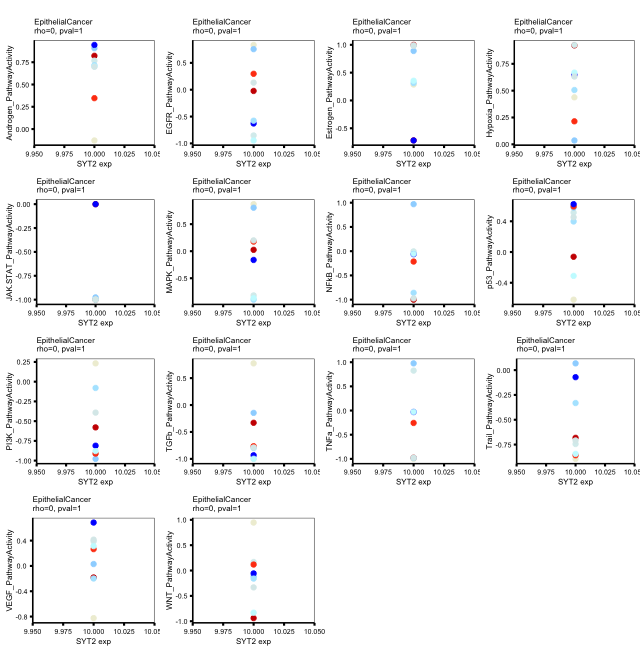 EpithelialCancer
rho=0, pval=1
Androgen_PathwayActivity
0.75
0.50
0.25
0.00
9.950 9.975 10.000 10.025 10.05
SYT2 exp
EpithelialCancer
rho=0, pval=1
EGFR_PathwayActivity
0.5
0.0
-0.5
-1.0
9.950 9.975 10.000 10.025 10.05
SYT2 exp
EpithelialCancer
rho=0, pval=1
Estrogen_PathwayActivity
1.0
0.5
0.0
-0.5
9.950 9.975 10.000 10.025 10.05
SYT2 exp
EpithelialCancer
rho=0, pval=1
Hypoxia_PathwayActivity
0.75
0.50
0.25
0.00
9.950 9.975 10.000 10.025 10.05
SYT2 exp
EpithelialCancer
rho=0, pval=1
JAK.STAT_PathwayActivity
0.00
-0.25
-0.50
-0.75
-1.00
9.950 9.975 10.000 10.025 10.05
SYT2 exp
EpithelialCancer
rho=0, pval=1
MAPK_PathwayActivity
0.5
0.0
-0.5
-1.0
9.950 9.975 10.000 10.025 10.05
SYT2 exp
EpithelialCancer
rho=0, pval=1
NFkB_PathwayActivity
1.0
0.5
0.0
-0.5
-1.0
9.950 9.975 10.000 10.025 10.05
SYT2 exp
EpithelialCancer
rho=0, pval=1
p53_PathwayActivity
0.4
0.0
-0.4
9.950 9.975 10.000 10.025 10.05
SYT2 exp
EpithelialCancer
rho=0, pval=1
PI3K_PathwayActivity
0.25
0.00
-0.25
-0.50
-0.75
-1.00
9.950 9.975 10.000 10.025 10.05
SYT2 exp
EpithelialCancer
rho=0, pval=1
TGFb_PathwayActivity
0.5
0.0
-0.5
-1.0
9.950 9.975 10.000 10.025 10.05
SYT2 exp
EpithelialCancer
rho=0, pval=1
TNFa_PathwayActivity
1.0
0.5
0.0
-0.5
-1.0
9.950 9.975 10.000 10.025 10.05
SYT2 exp
EpithelialCancer
rho=0, pval=1
Trail_PathwayActivity
0.00
-0.25
-0.50
-0.75
9.950 9.975 10.000 10.025 10.05
SYT2 exp
EpithelialCancer
rho=0, pval=1
VEGF_PathwayActivity
0.4
0.0
-0.4
-0.8
9.950 9.975 10.000 10.025 10.05
SYT2 exp
EpithelialCancer
rho=0, pval=1
WNT_PathwayActivity
1.0
0.5
0.0
-0.5
-1.0
9.950 9.975 10.000 10.025 10.050
SYT2 exp